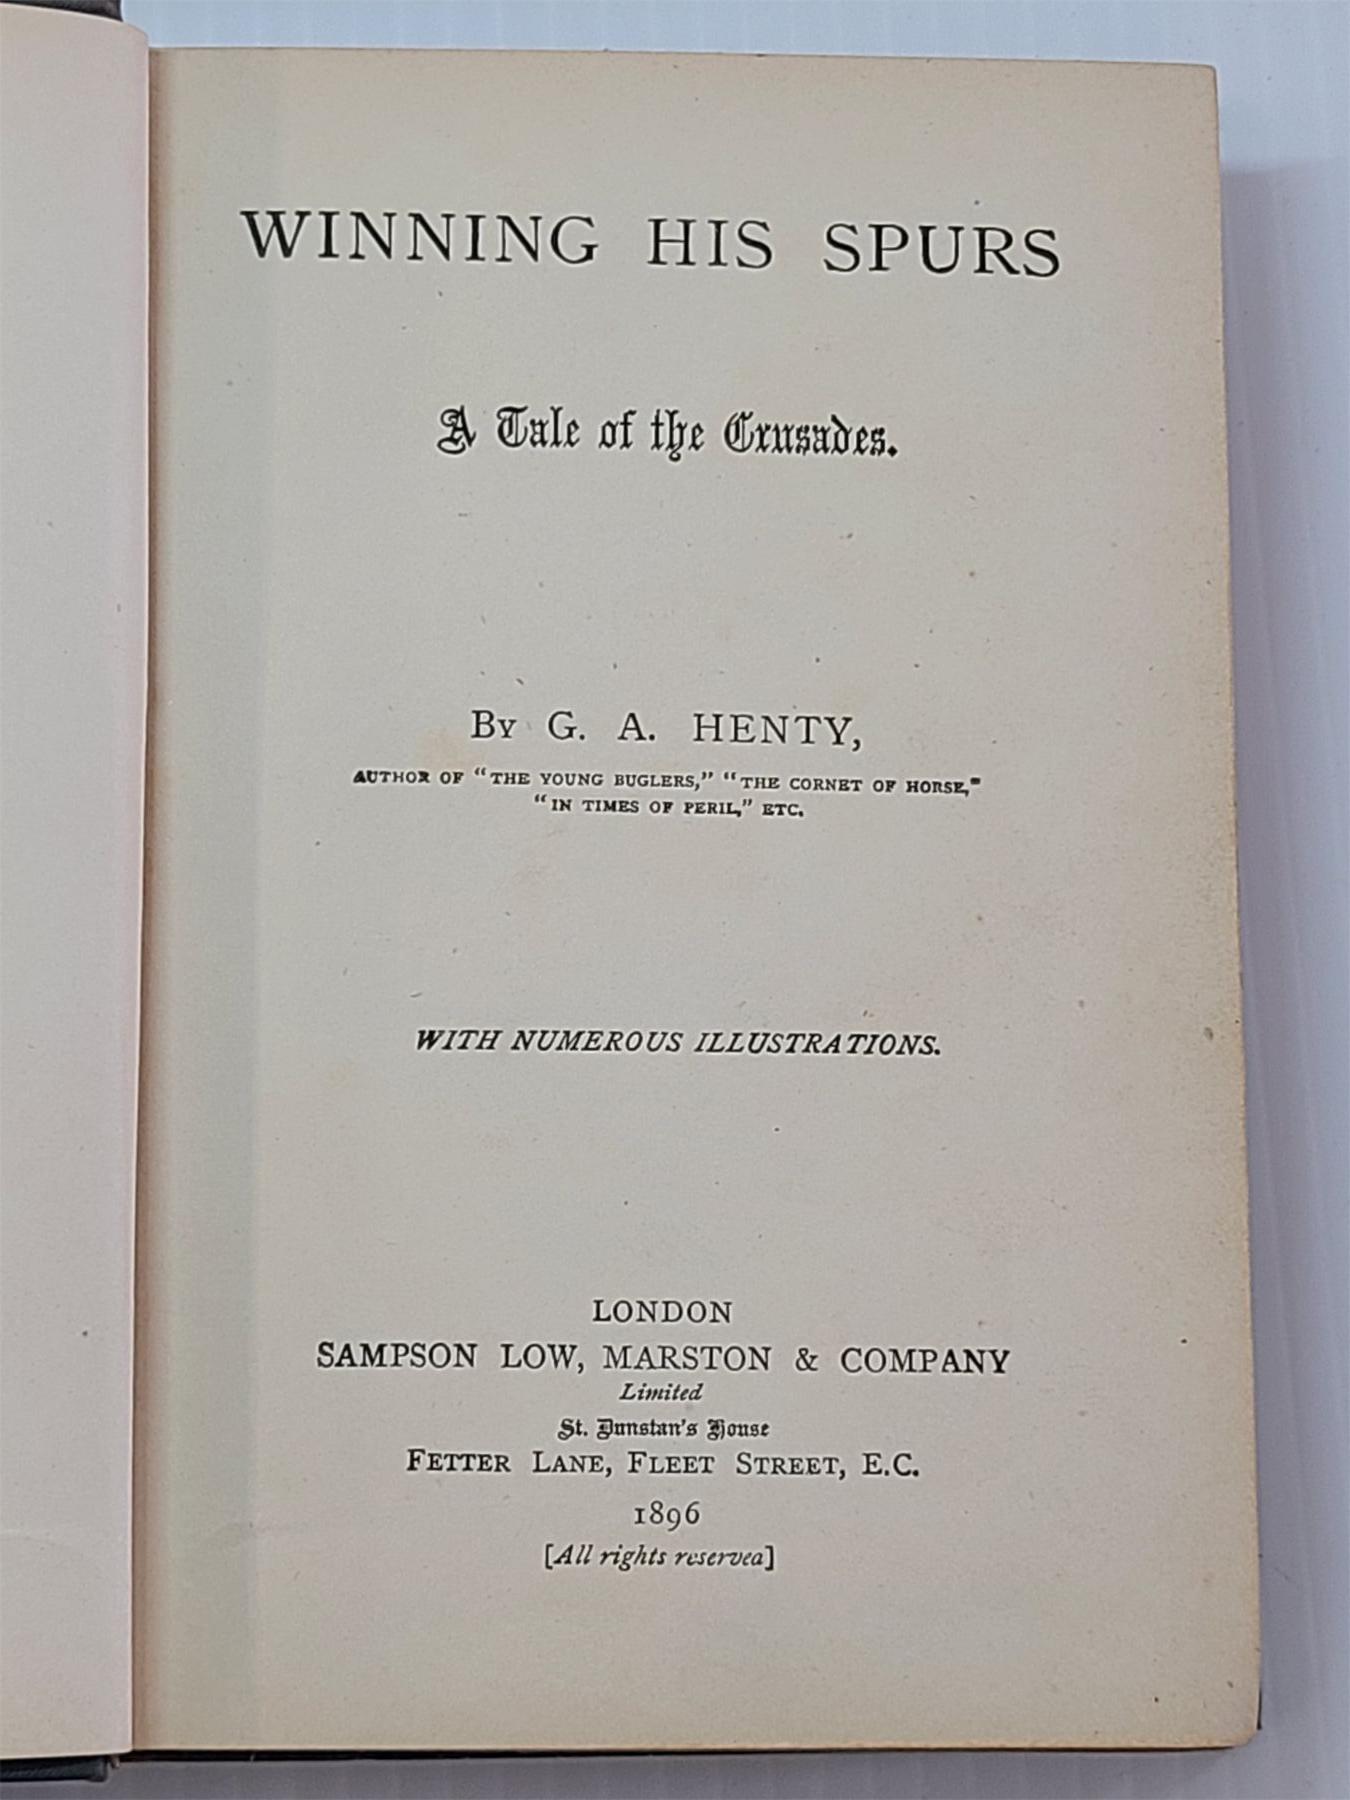 WINNING HIS SPURS
A Tale of the Crusades.
By G. A. HENTY,
AUTHOR OF "THE YOUNG BUGLERS," "THE CORNET OF HORSE,"
"IN TIMES OF PERIL," ETC.
WITH NUMEROUS ILLUSTRATIONS.
LONDON
SAMPSON LOW, MARSTON & COMPANY
Limited
St. Dunstan's House
FETTER LANE, FLEET STREET, E.C.
1896
[All rights reserved]